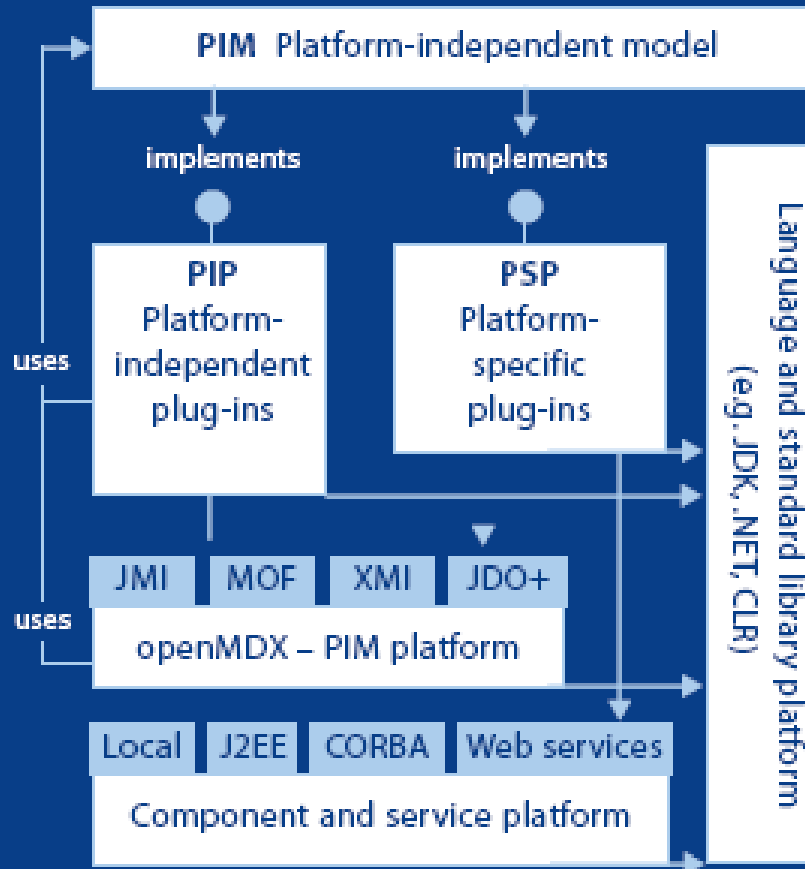 PIM Platform-independent model
implements
implements
PIP
Platform-
independent
plug-ins
PSP
Platform-
specific
plug-ins
uses
Language and standard library platform
(e.g. JDK, .NET, CLR)
JMI
MOF
XMI
JDO+
uses
openMDX – PIM platform
Local
J2EE
CORBA
Web services
Component and service platform